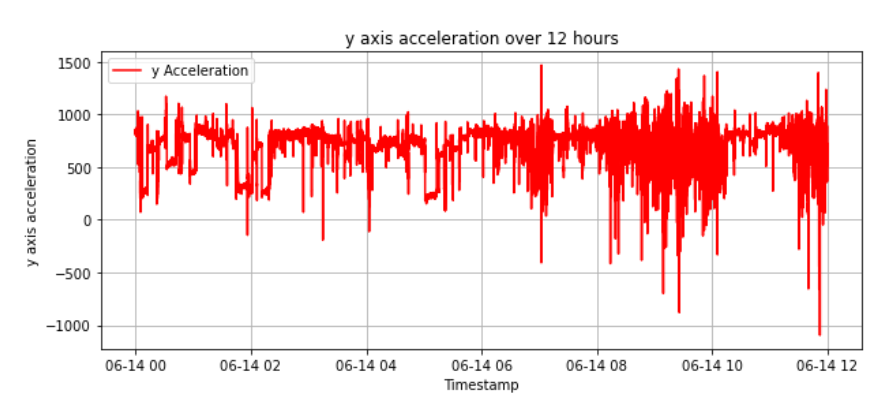 y axis acceleration over 12 hours
y Acceleration
1500
1000
500
0
−500
−1000
y axis acceleration
06-14 00 06-14 02 06-14 04 06-14 06 06-14 08 06-14 10 06-14 12
Timestamp